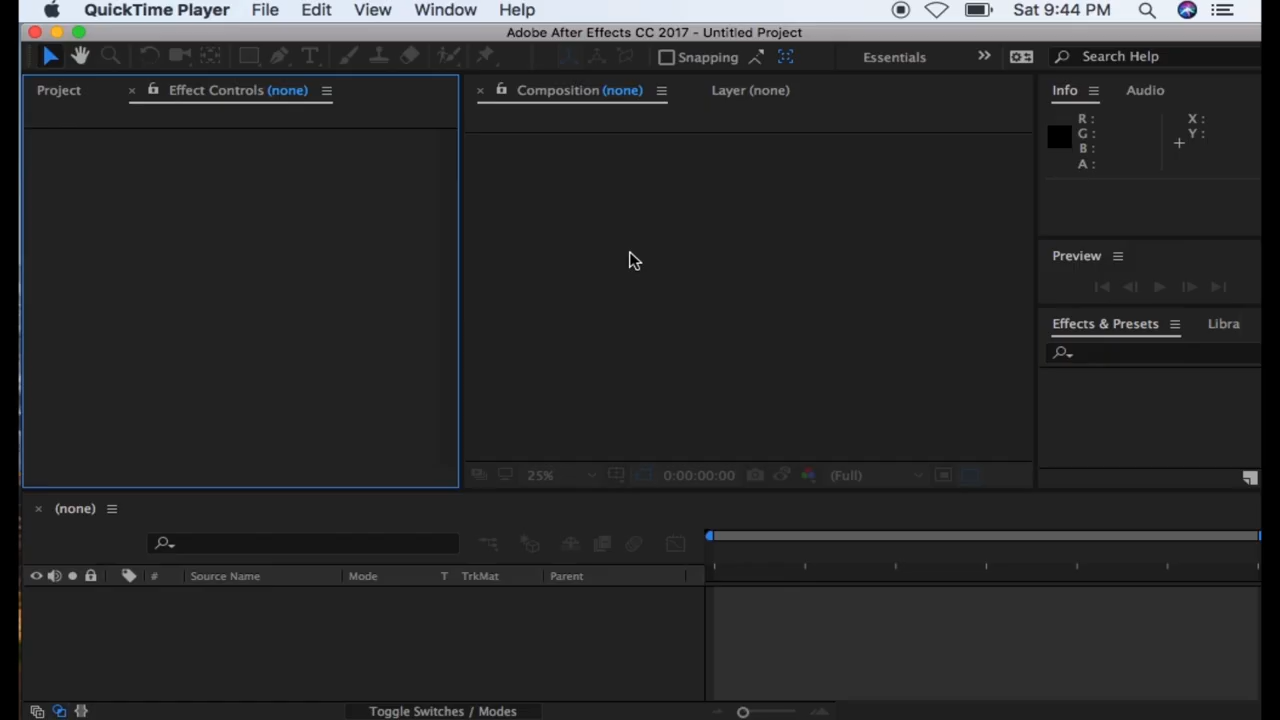 QuickTime Player File Edit View Window Help Sat 9:44 PM
Adobe After Effects CC 2017 - Untitled Project
Snapping Essentials Search Help
Project Effect Controls (none) Composition (none) Layer (none) Info Audio
R :
G :
B :
A :
X :
Y :
Preview
Effects & Presets Libra
25% 0:00:00:00 (Full)
(none)
# Source Name Mode T TrkMat Parent
Toggle Switches / Modes